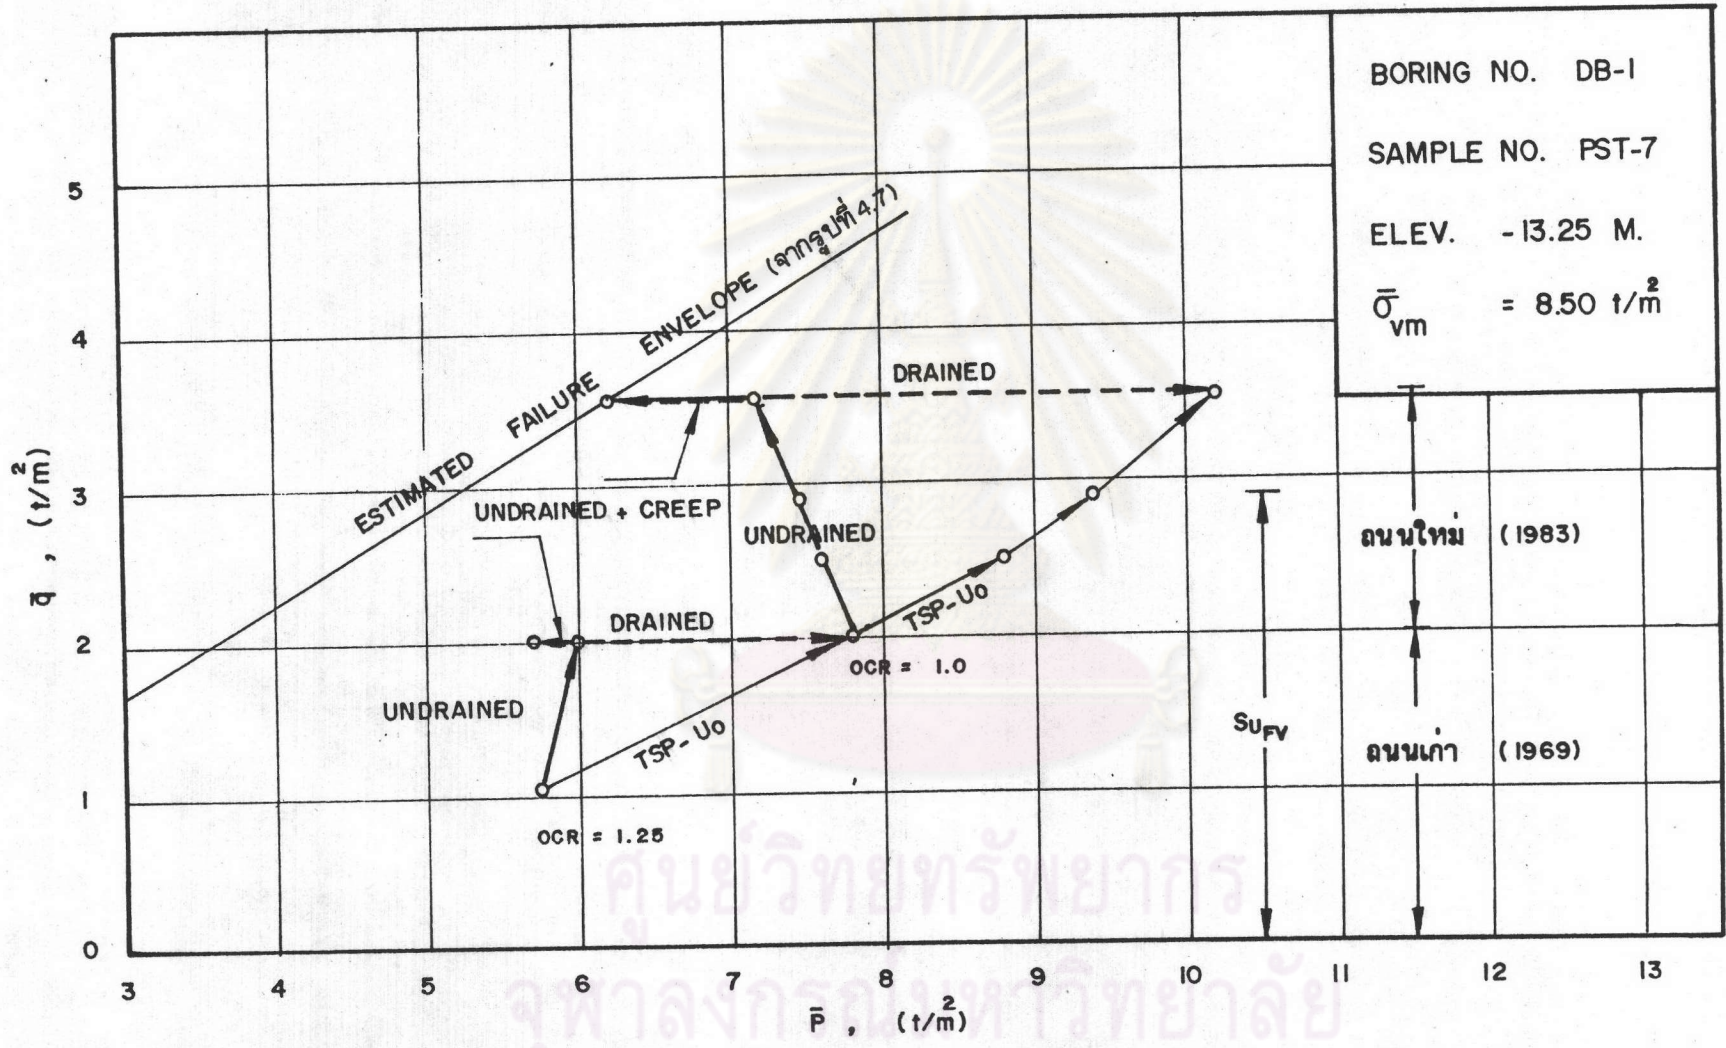 BORING NO. DB-1
SAMPLE NO. PST-7
ELEV. -13.25 M.
σ̄vm = 8.50 t/m²
5
4
3
2
1
0
q̄ , (t/m²)
3 4 5 6 7 8 9 10 11 12 13
P̄ , (t/m²)
ESTIMATED FAILURE ENVELOPE (จากรูปที่ 4.7)
DRAINED
UNDRAINED + CREEP
UNDRAINED
DRAINED
TSP-Uo
OCR = 1.0
UNDRAINED
TSP-Uo
OCR = 1.25
SUFV
ถนนใหม่ (1983)
ถนนเก่า (1969)
ศูนย์วิทยทรัพยากร
จุฬาลงกรณ์มหาวิทยาลัย